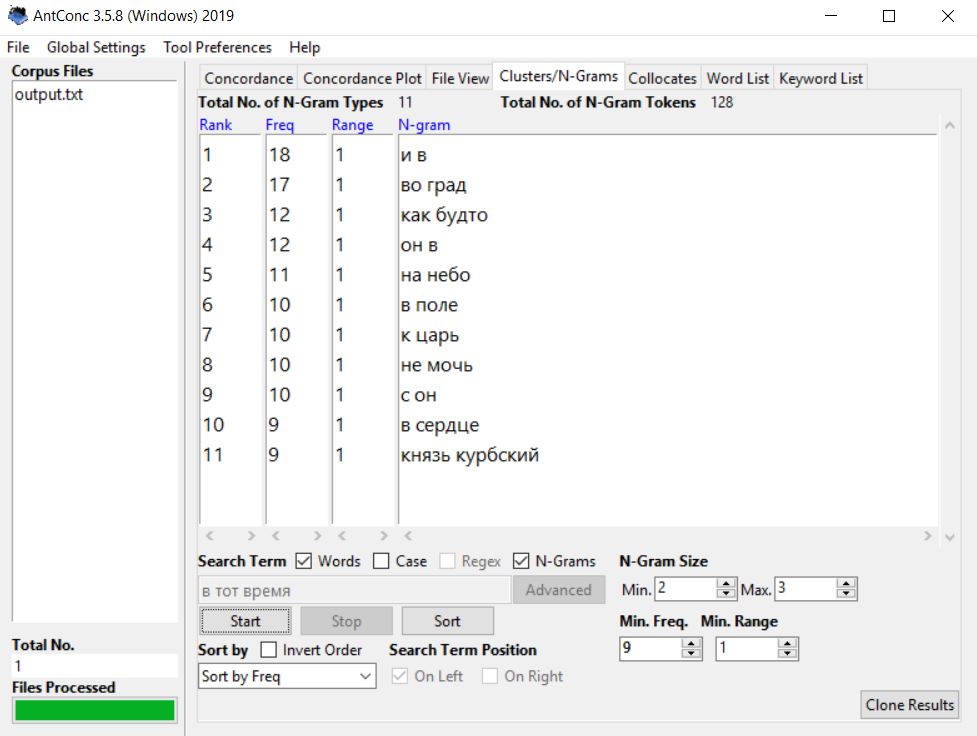 AntConc 3.5.8 (Windows) 2019
File Global Settings Tool Preferences Help
Corpus Files
output.txt
Concordance Concordance Plot File View Clusters/N-Grams Collocates Word List Keyword List
Total No. of N-Gram Types 11 Total No. of N-Gram Tokens 128
Rank Freq Range N-gram
1 18 1 и в
2 17 1 во град
3 12 1 как будто
4 12 1 он в
5 11 1 на небо
6 10 1 в поле
7 10 1 к царь
8 10 1 не мочь
9 10 1 с он
10 9 1 в сердце
11 9 1 князь курбский
Search Term Words Case Regex N-Grams N-Gram Size
в тот время Advanced Min. 2 Max. 3
Start Stop Sort Min. Freq. Min. Range
9 1
Sort by Invert Order Search Term Position
Sort by Freq On Left On Right
Total No.
1
Files Processed
Clone Results